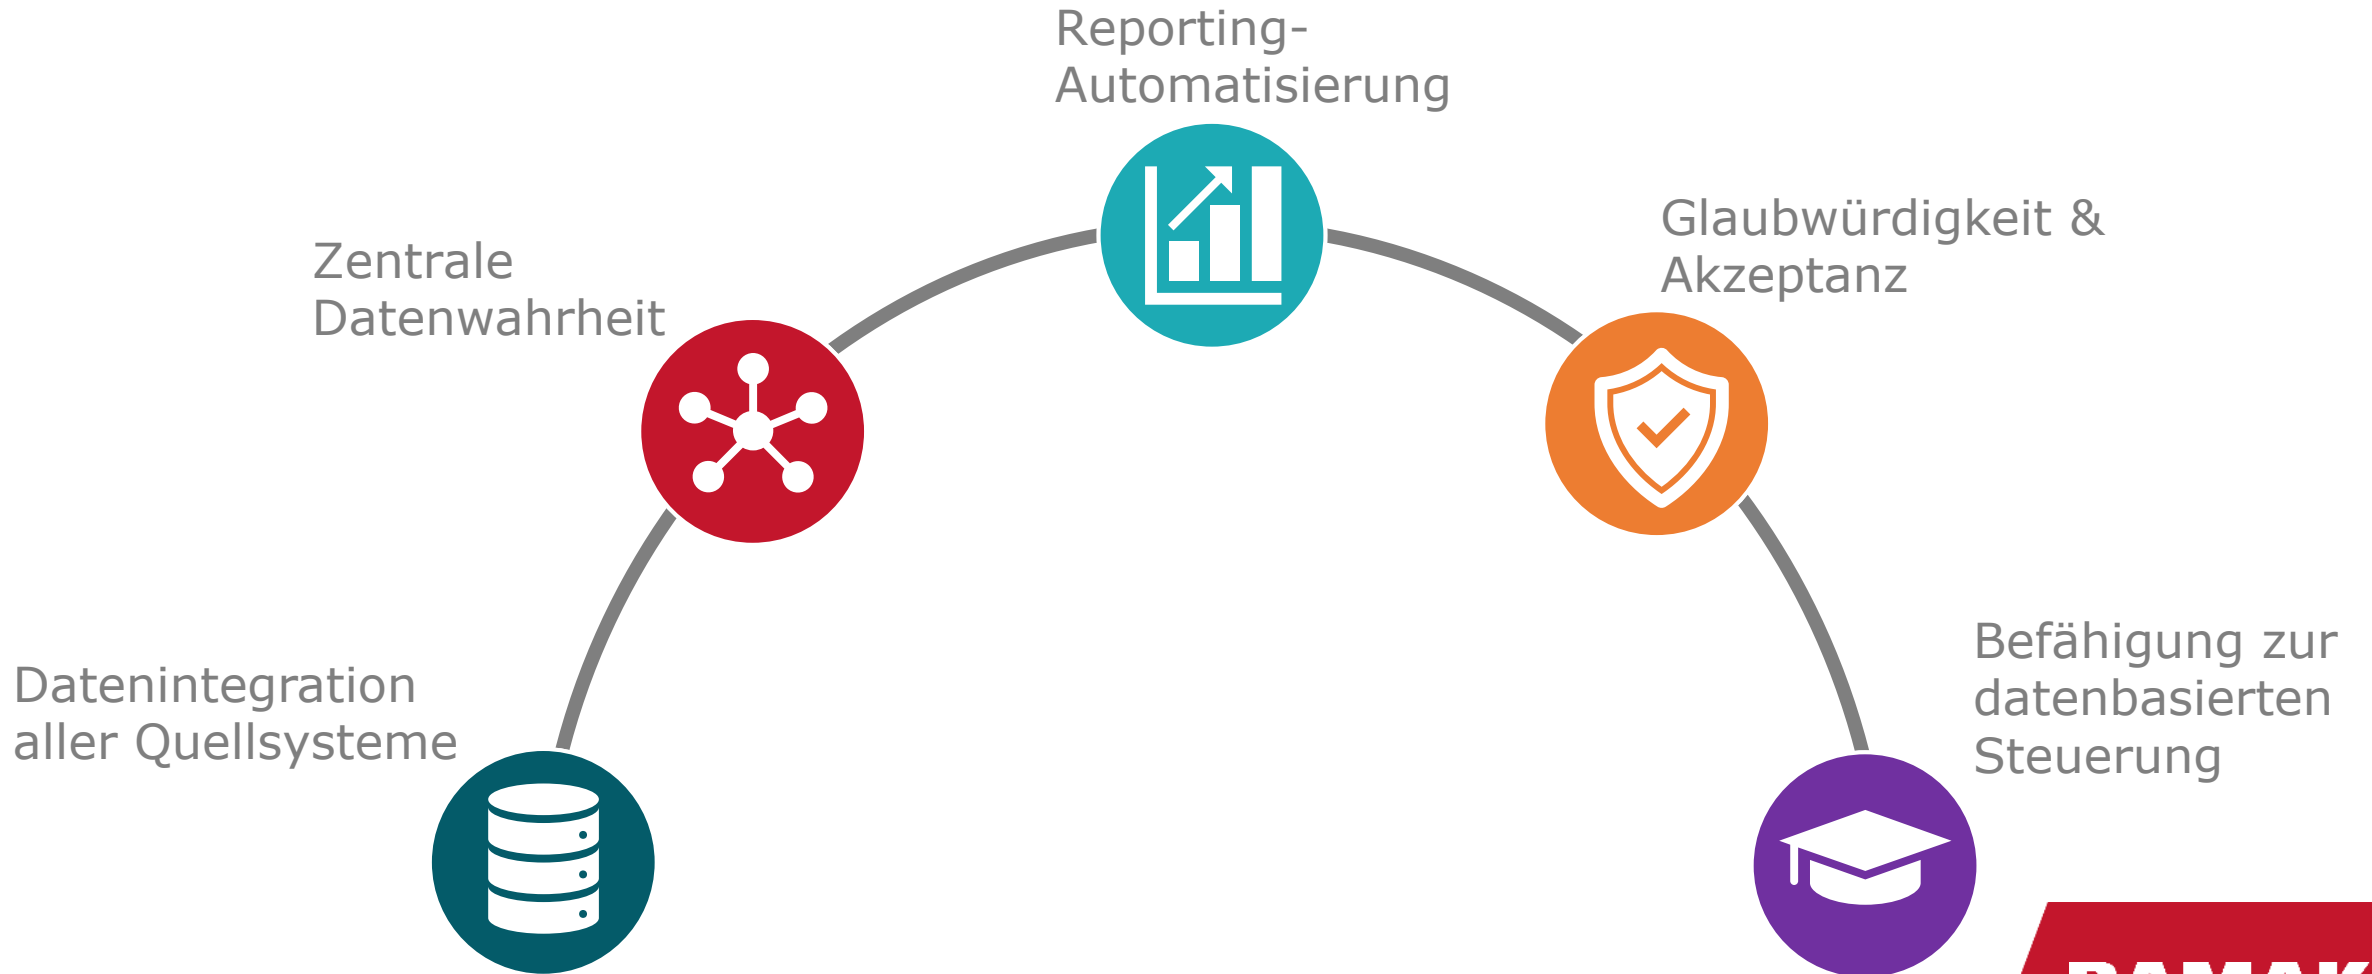 Reporting-
Automatisierung
Glaubwürdigkeit &
Akzeptanz
Zentrale
Datenwahrheit
Befähigung zur
datenbasierten
Steuerung
Datenintegration
aller Quellsysteme